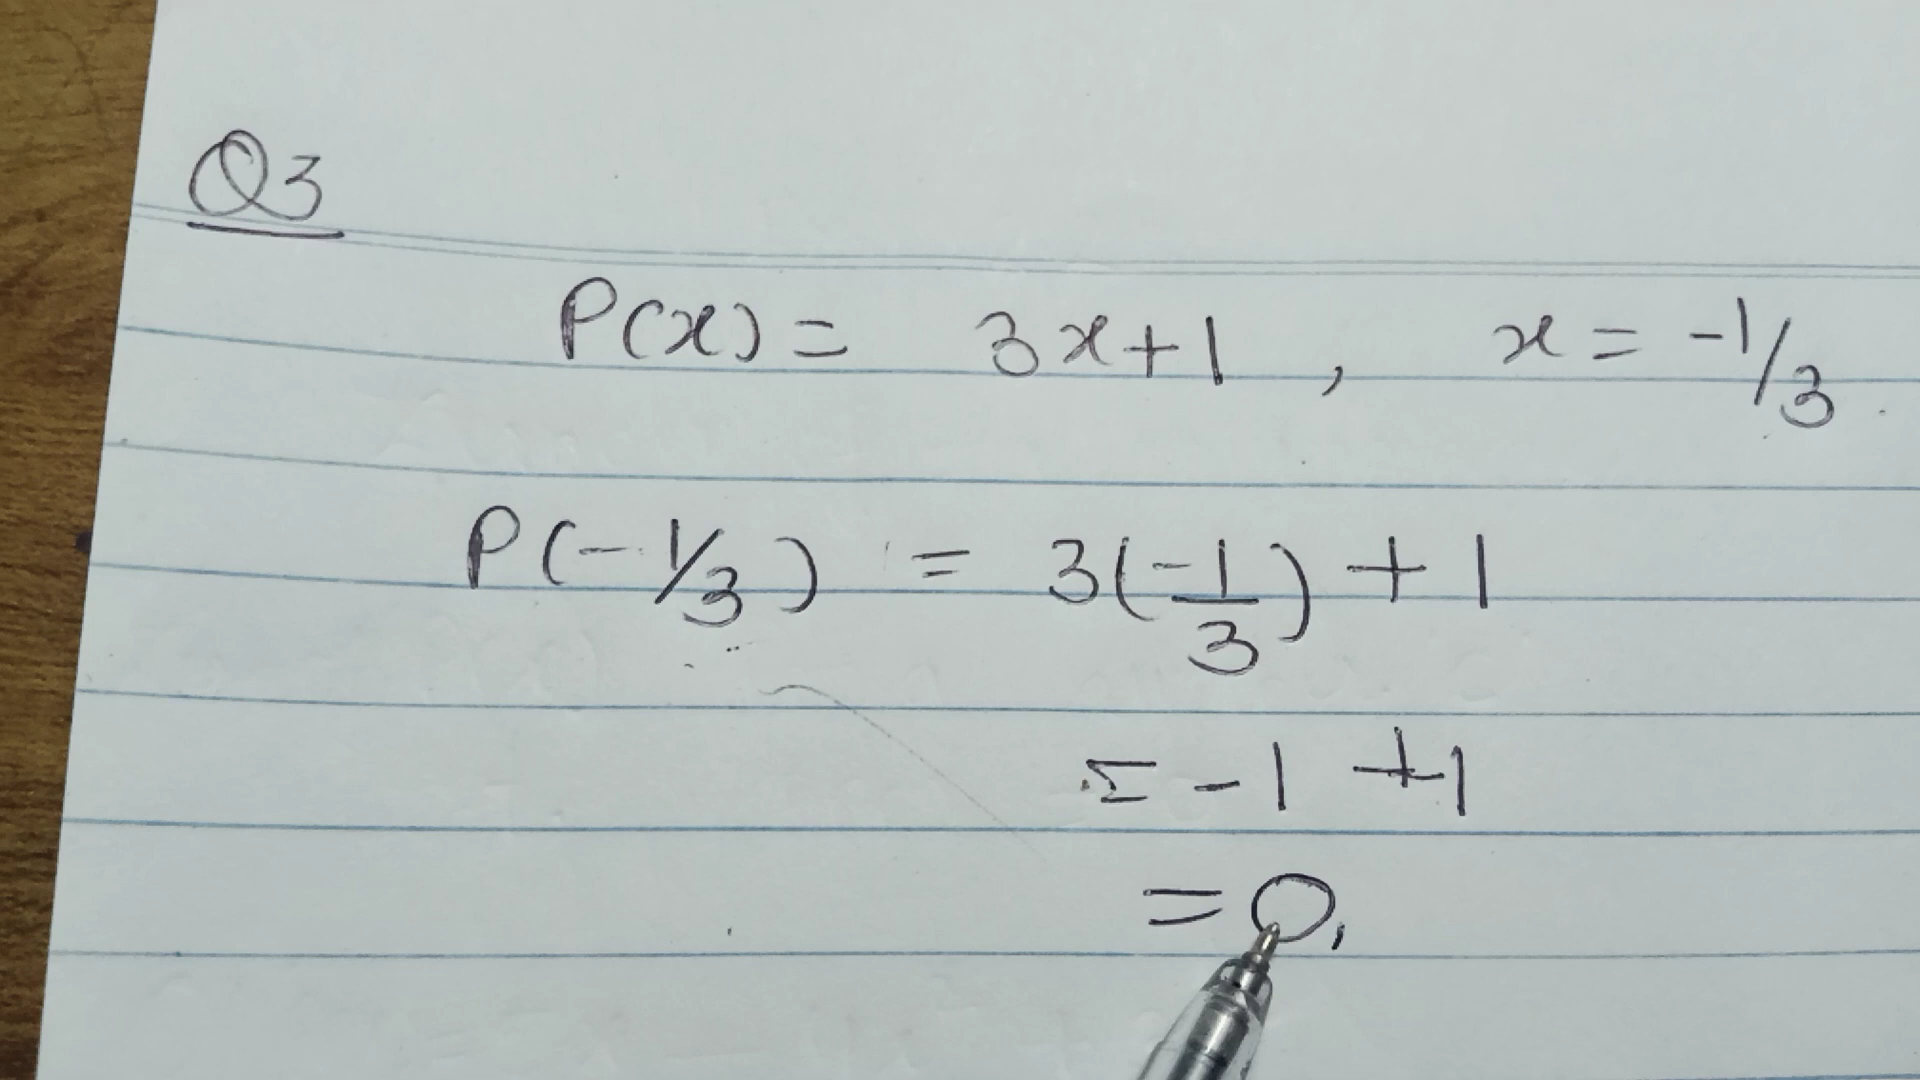 Q3
P(x) = 3x+1 , x = -1/3
P(-1/3) = 3(-1/3) + 1
= -1 +1
= 0,